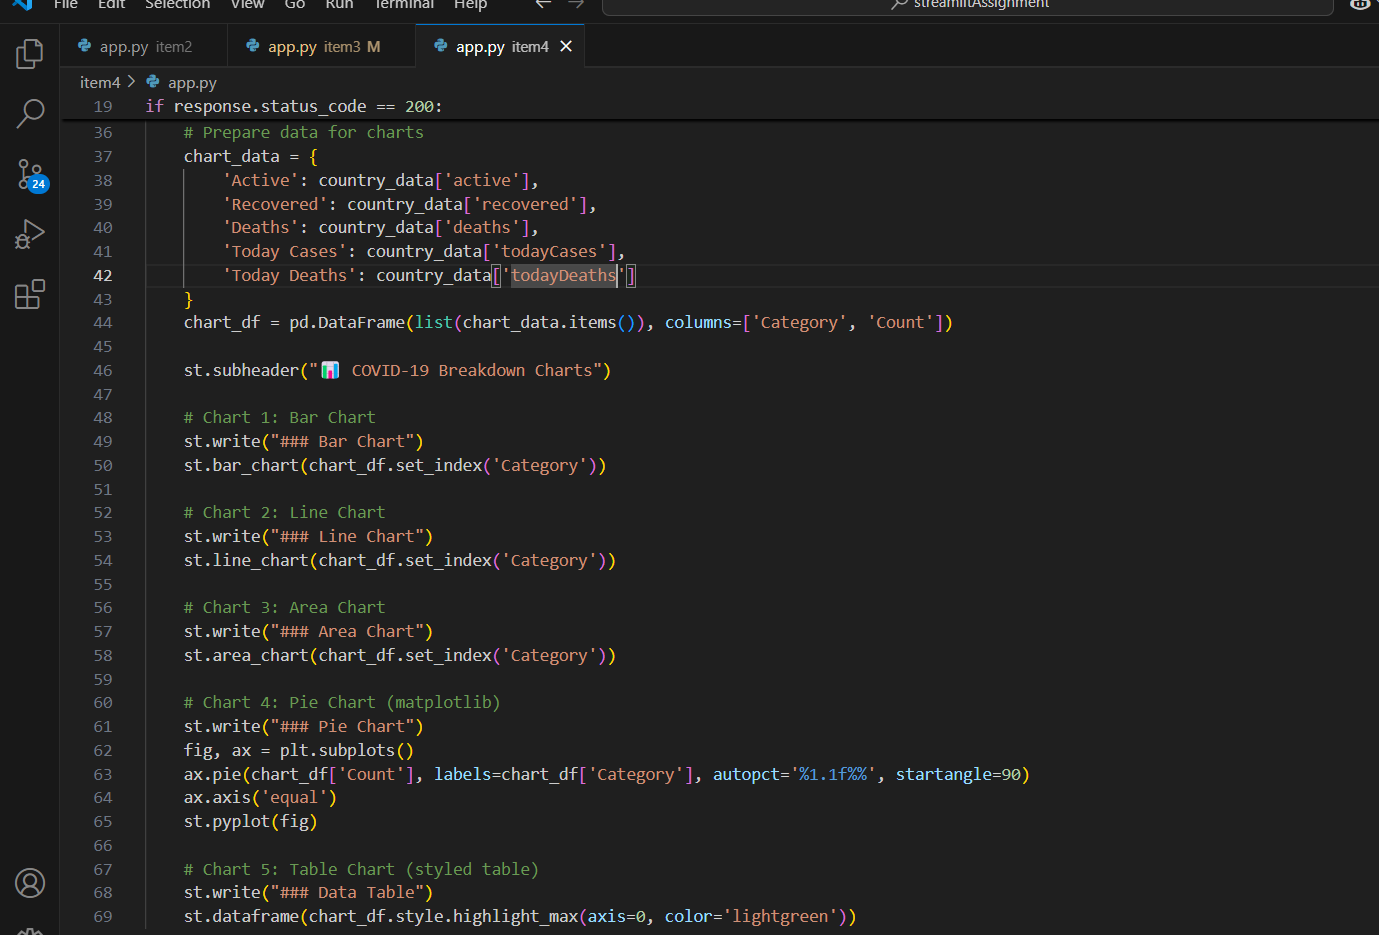 File Edit Selection View Go Run Terminal Help
streamlitAssignment
app.py item2
app.py item3 M
app.py item4
item4 > app.py
24
19 if response.status_code == 200:
36 # Prepare data for charts
37 chart_data = {
38 'Active': country_data['active'],
39 'Recovered': country_data['recovered'],
40 'Deaths': country_data['deaths'],
41 'Today Cases': country_data['todayCases'],
42 'Today Deaths': country_data['todayDeaths']
43 }
44 chart_df = pd.DataFrame(list(chart_data.items()), columns=['Category', 'Count'])
45
46 st.subheader("📊 COVID-19 Breakdown Charts")
47
48 # Chart 1: Bar Chart
49 st.write("### Bar Chart")
50 st.bar_chart(chart_df.set_index('Category'))
51
52 # Chart 2: Line Chart
53 st.write("### Line Chart")
54 st.line_chart(chart_df.set_index('Category'))
55
56 # Chart 3: Area Chart
57 st.write("### Area Chart")
58 st.area_chart(chart_df.set_index('Category'))
59
60 # Chart 4: Pie Chart (matplotlib)
61 st.write("### Pie Chart")
62 fig, ax = plt.subplots()
63 ax.pie(chart_df['Count'], labels=chart_df['Category'], autopct='%1.1f%%', startangle=90)
64 ax.axis('equal')
65 st.pyplot(fig)
66
67 # Chart 5: Table Chart (styled table)
68 st.write("### Data Table")
69 st.dataframe(chart_df.style.highlight_max(axis=0, color='lightgreen'))